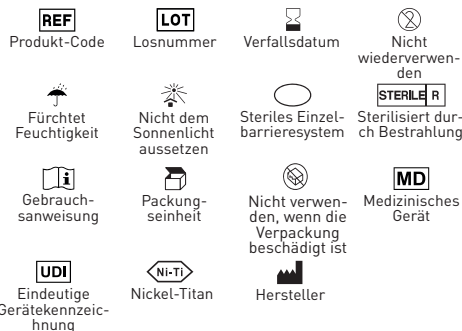 REF
Produkt-Code
LOT
Losnummer
Verfallsdatum
2
Nicht
wiederverwen-
den
Fürchtet
Feuchtigkeit
Nicht dem
Sonnenlicht
aussetzen
Steriles Einzel-
barrieresystem
STERILE R
Sterilisiert dur-
ch Bestrahlung
i
Gebrauch-
sanweisung
Packung-
seinheit
Nicht verwen-
den, wenn die
Verpackung
beschädigt ist
MD
Medizinisches
Gerät
UDI
Eindeutige
Gerätekennzeic-
hnung
Ni-Ti
Nickel-Titan
Hersteller